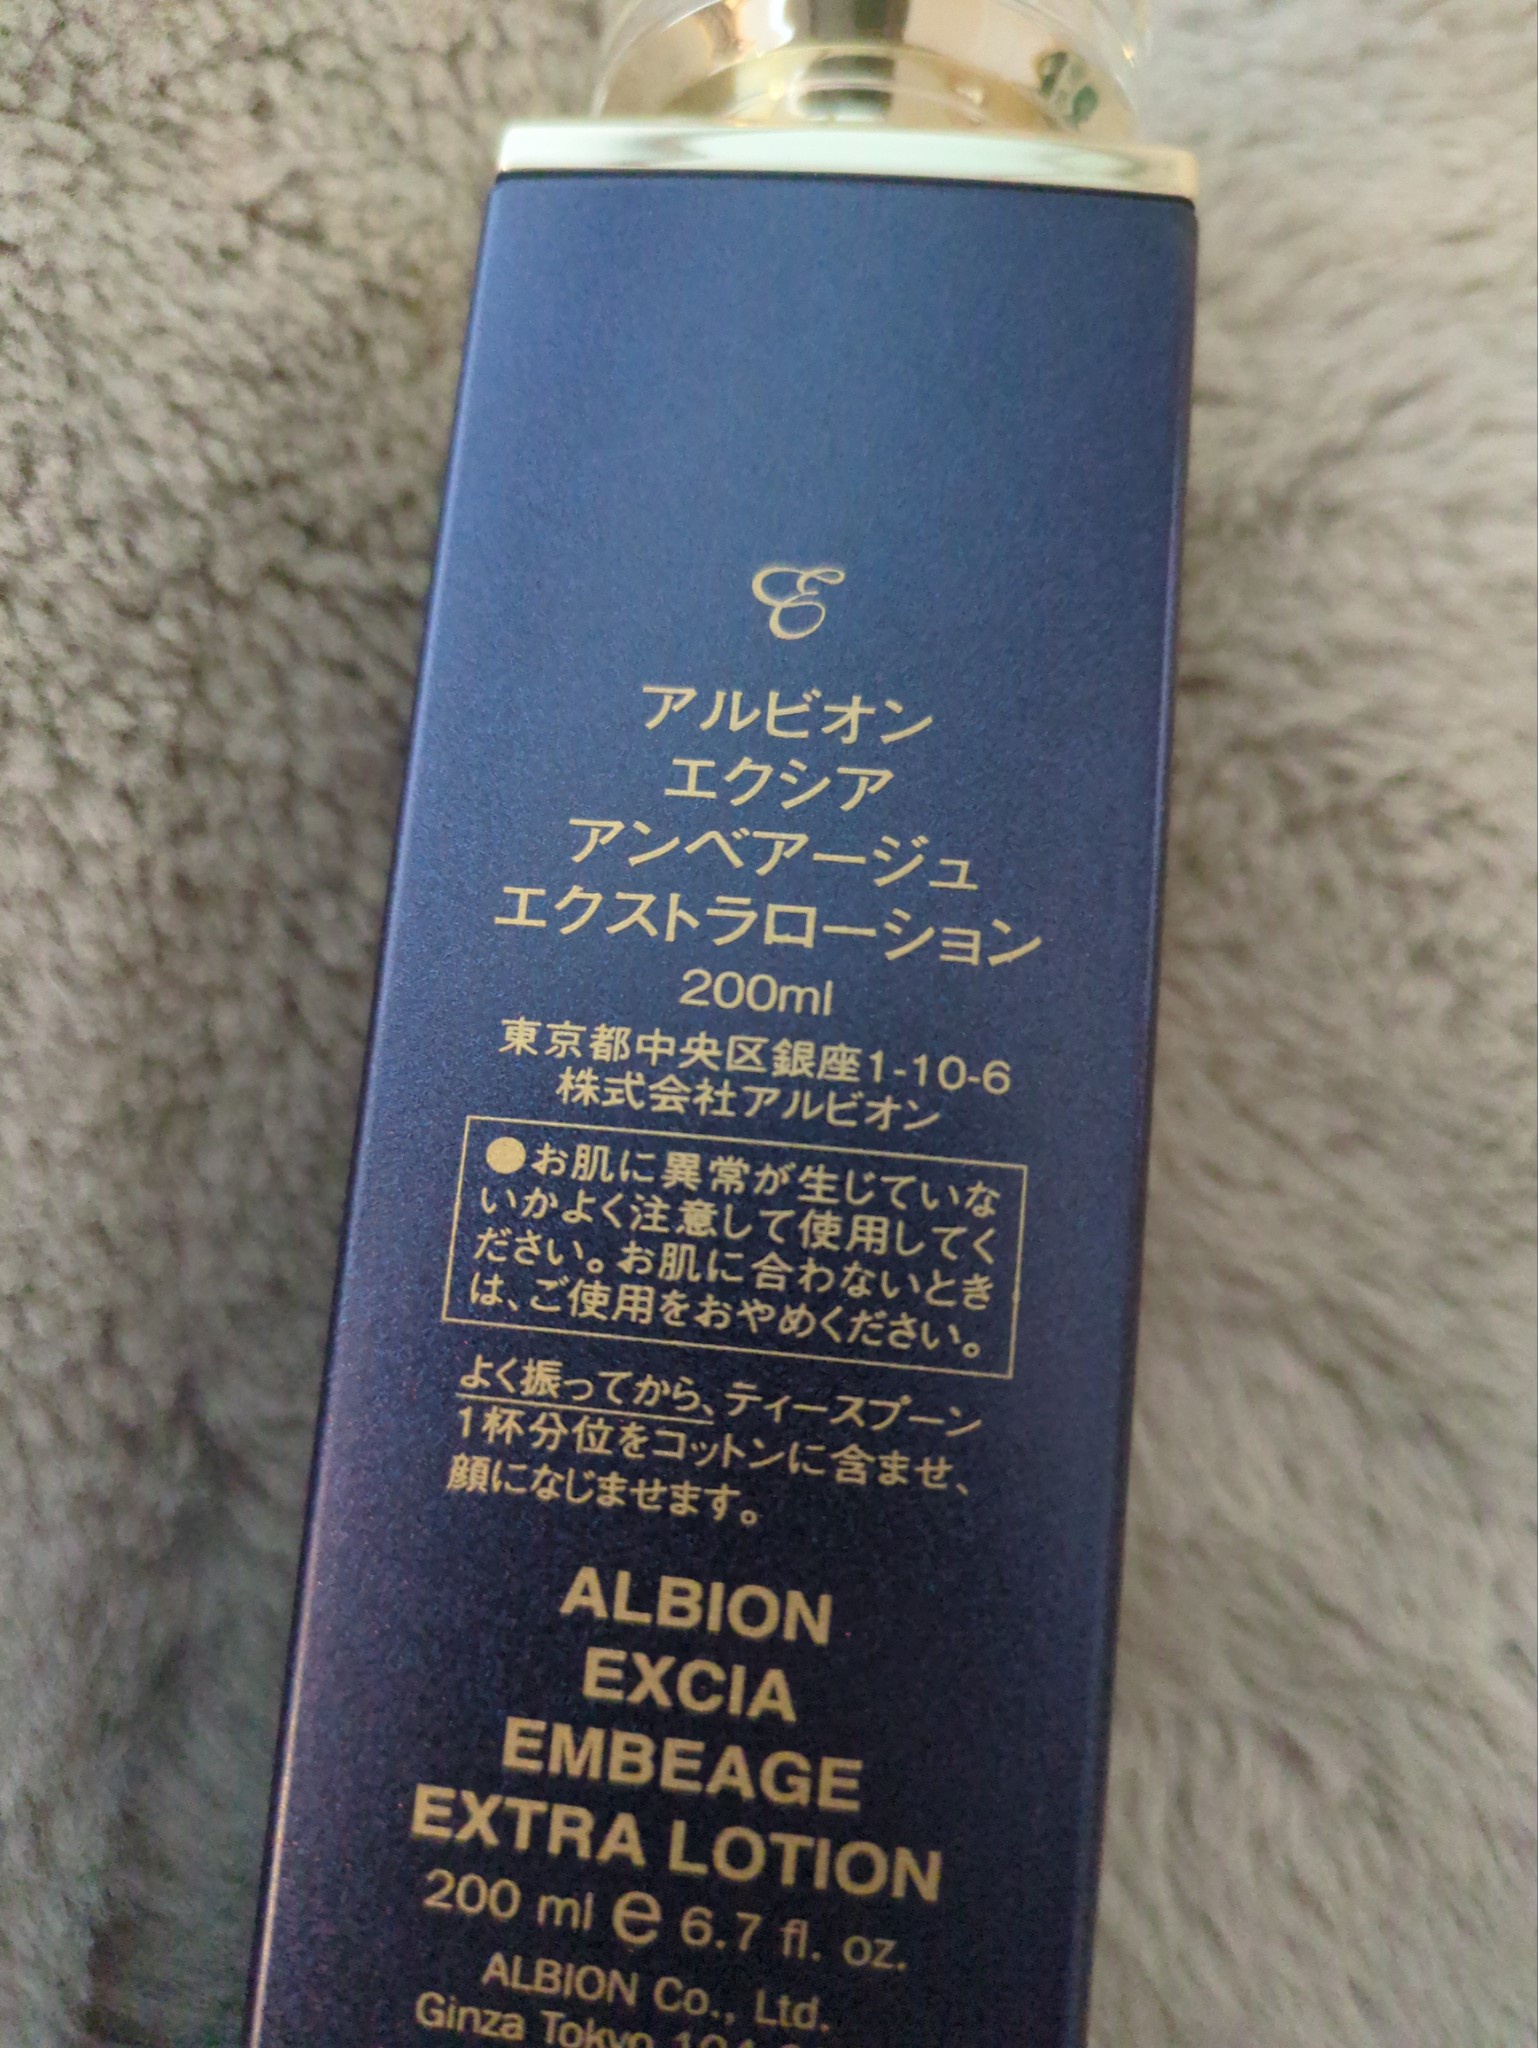 E
アルビオン
エクシア
アンベアージュ
エクストラローション
200ml
東京都中央区銀座1-10-6
株式会社アルビオン
●お肌に異常が生じていな
いかよく注意して使用してく
ださい。お肌に合わないとき
は、ご使用をおやめください。
よく振ってから、ティースプーン
1杯分位をコットンに含ませ、
顔になじませます。
ALBION
EXCIA
EMBEAGE
EXTRA LOTION
200 ml e 6.7 fl. oz.
ALBION Co., Ltd.
Ginza Tokyo